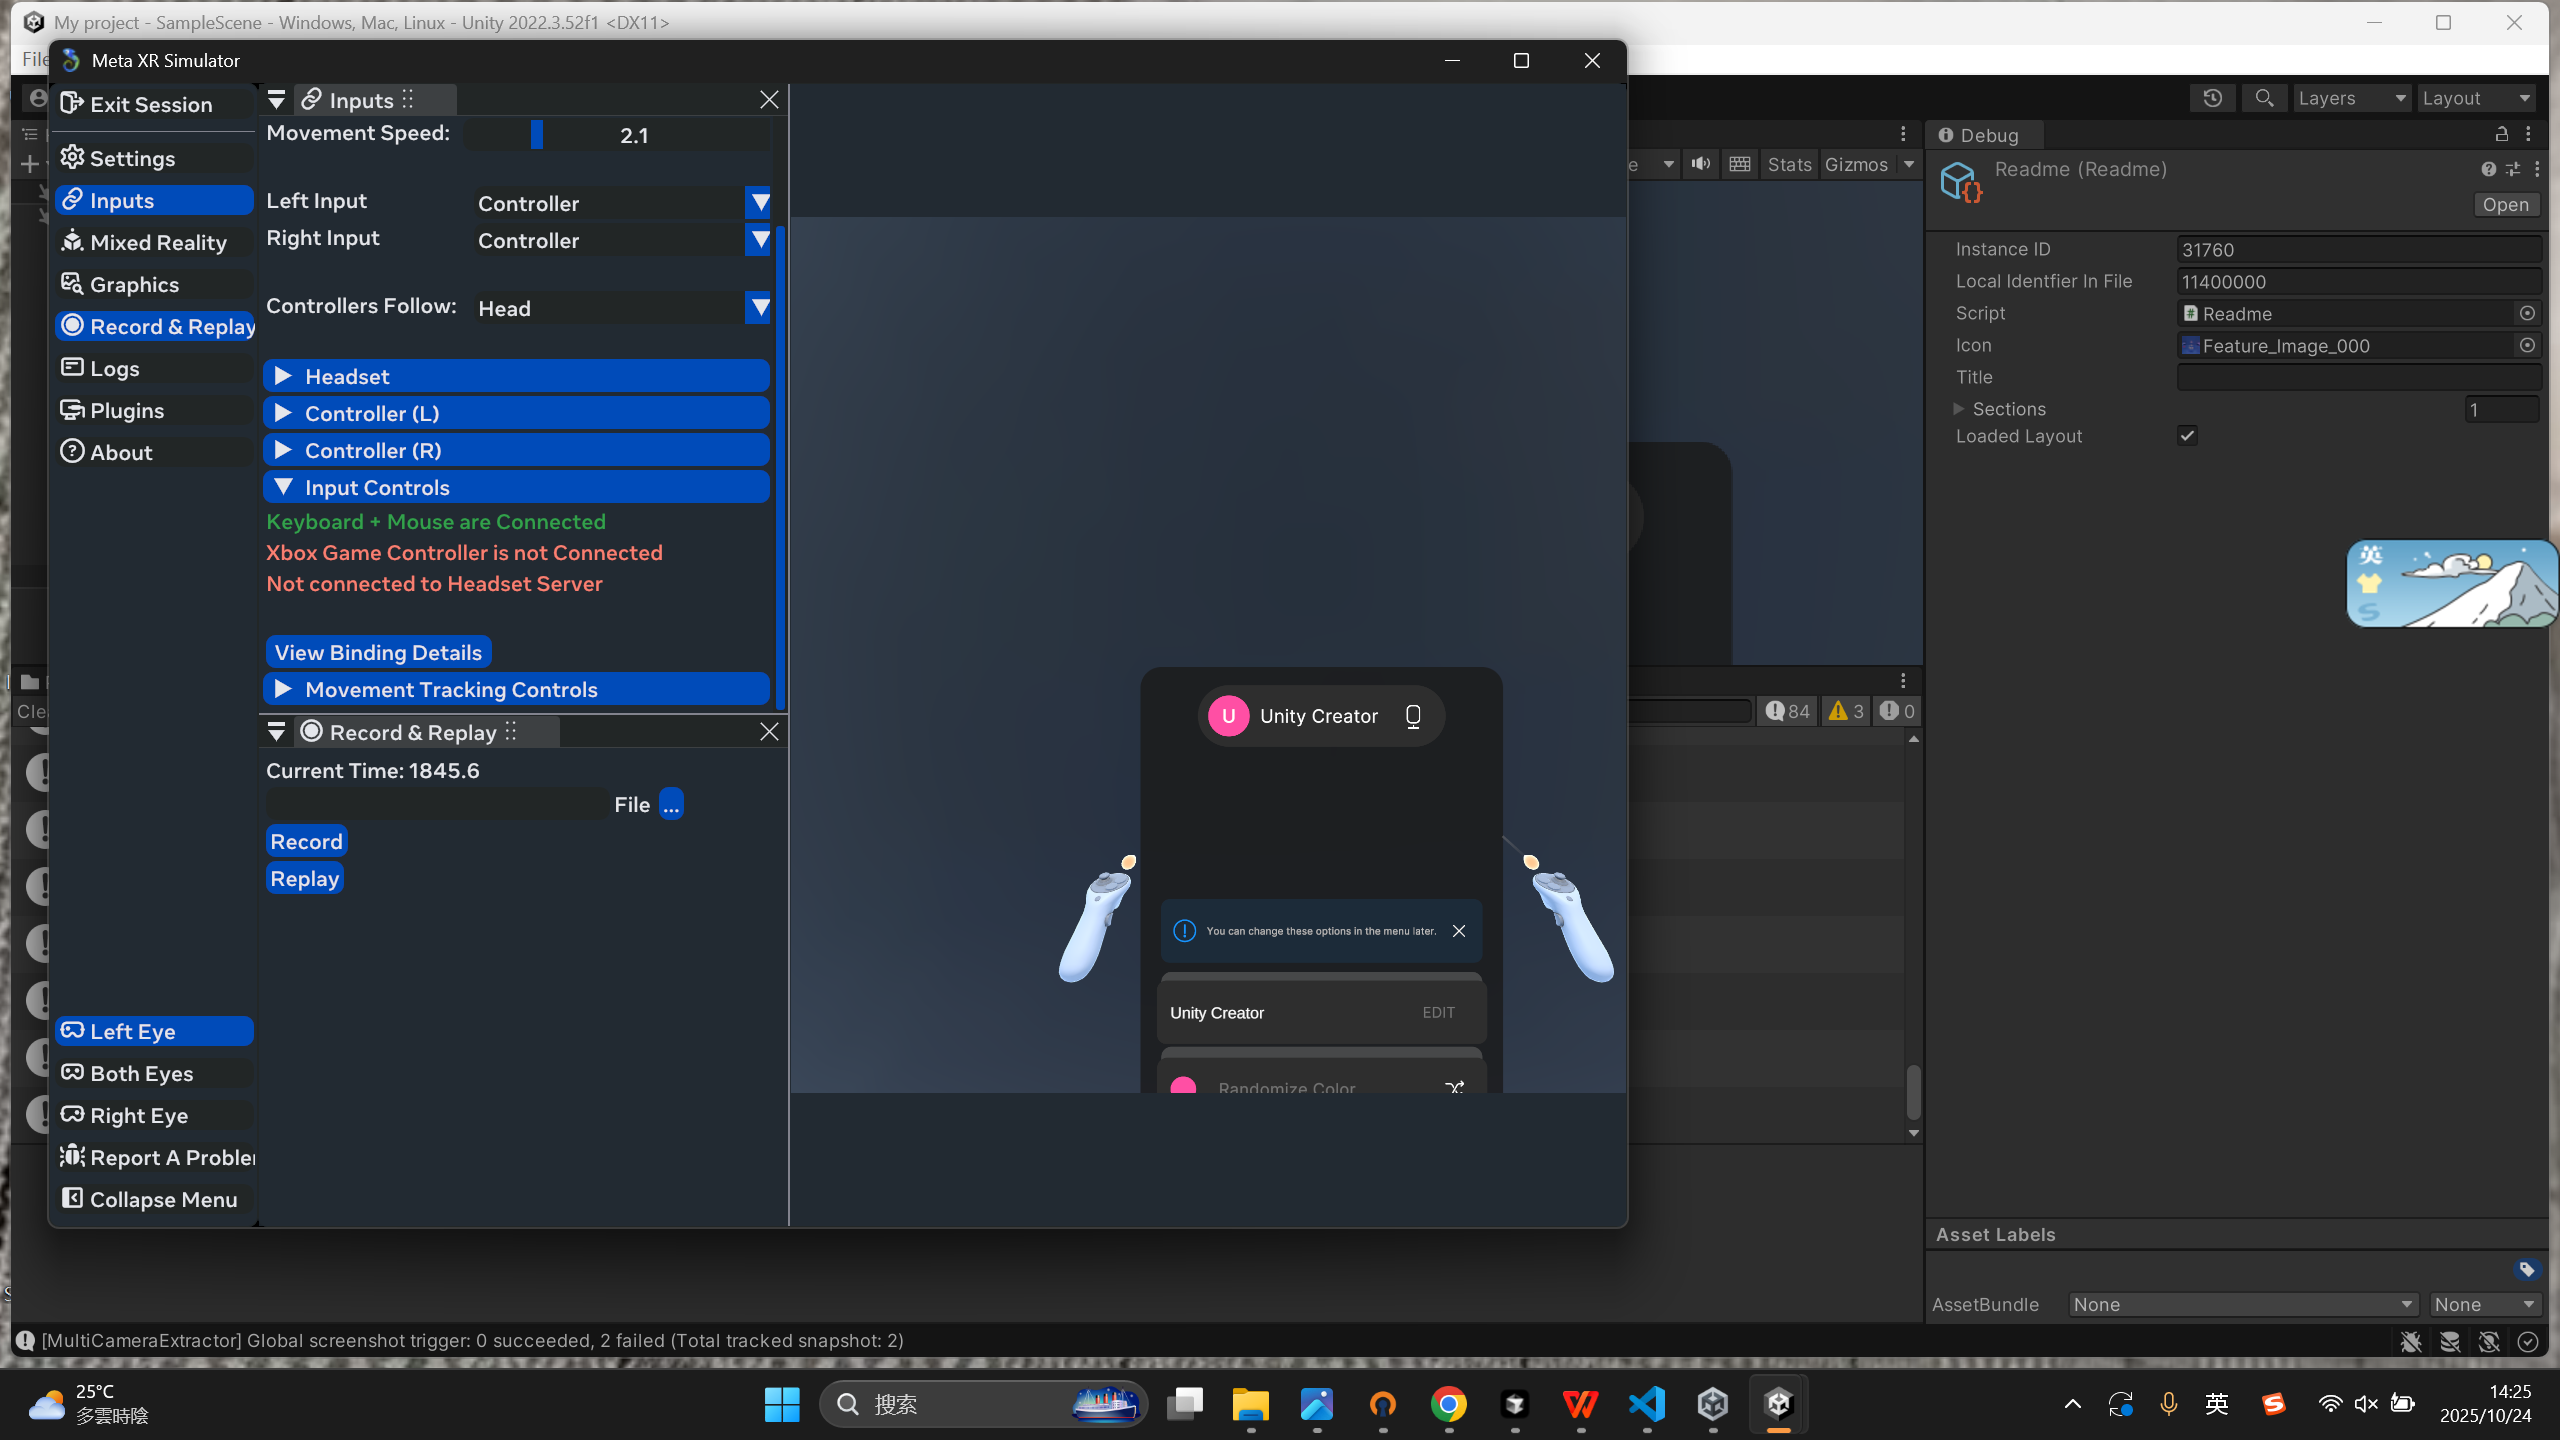 My project - SampleScene - Windows, Mac, Linux - Unity 2022.3.52f1 <DX11>
File
Meta XR Simulator
Exit Session
Settings
Inputs
Mixed Reality
Graphics
Record & Replay
Logs
Plugins
About
Left Eye
Both Eyes
Right Eye
Report A Probler
Collapse Menu
Inputs
Movement Speed: 2.1
Left Input Controller
Right Input Controller
Controllers Follow: Head
Headset
Controller (L)
Controller (R)
Input Controls
Keyboard + Mouse are Connected
Xbox Game Controller is not Connected
Not connected to Headset Server
View Binding Details
Movement Tracking Controls
Record & Replay
Current Time: 1845.6
File ...
Record
Replay
U Unity Creator
You can change these options in the menu later.
Unity Creator EDIT
Randomize Color
Layers Layout
e Stats Gizmos
Cle
84 3 0
Debug
Readme (Readme)
Open
Instance ID 31760
Local Identfier In File 11400000
Script Readme
Icon Feature_Image_000
Title
Sections 1
Loaded Layout
英
S
Asset Labels
AssetBundle None None
[MultiCameraExtractor] Global screenshot trigger: 0 succeeded, 2 failed (Total tracked snapshot: 2)
25°C
多雲時陰
搜索
英
14:25
2025/10/24